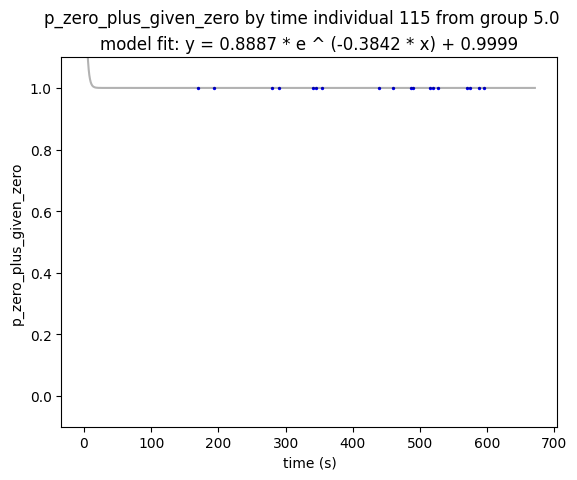 p_zero_plus_given_zero by time individual 115 from group 5.0
model fit: y = 0.8887 * e ^ (-0.3842 * x) + 0.9999
1.0
0.8
0.6
0.4
0.2
0.0
p_zero_plus_given_zero
0 100 200 300 400 500 600 700
time (s)